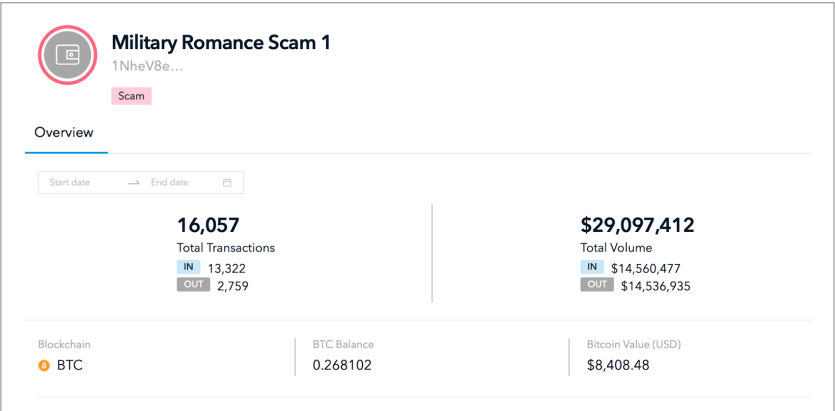 Military Romance Scam 1
1NheV8e...
Scam
Overview
Start date → End date
16,057
Total Transactions
IN 13,322
OUT 2,759
$29,097,412
Total Volume
IN $14,560,477
OUT $14,536,935
Blockchain
BTC
BTC Balance
0.268102
Bitcoin Value (USD)
$8,408.48